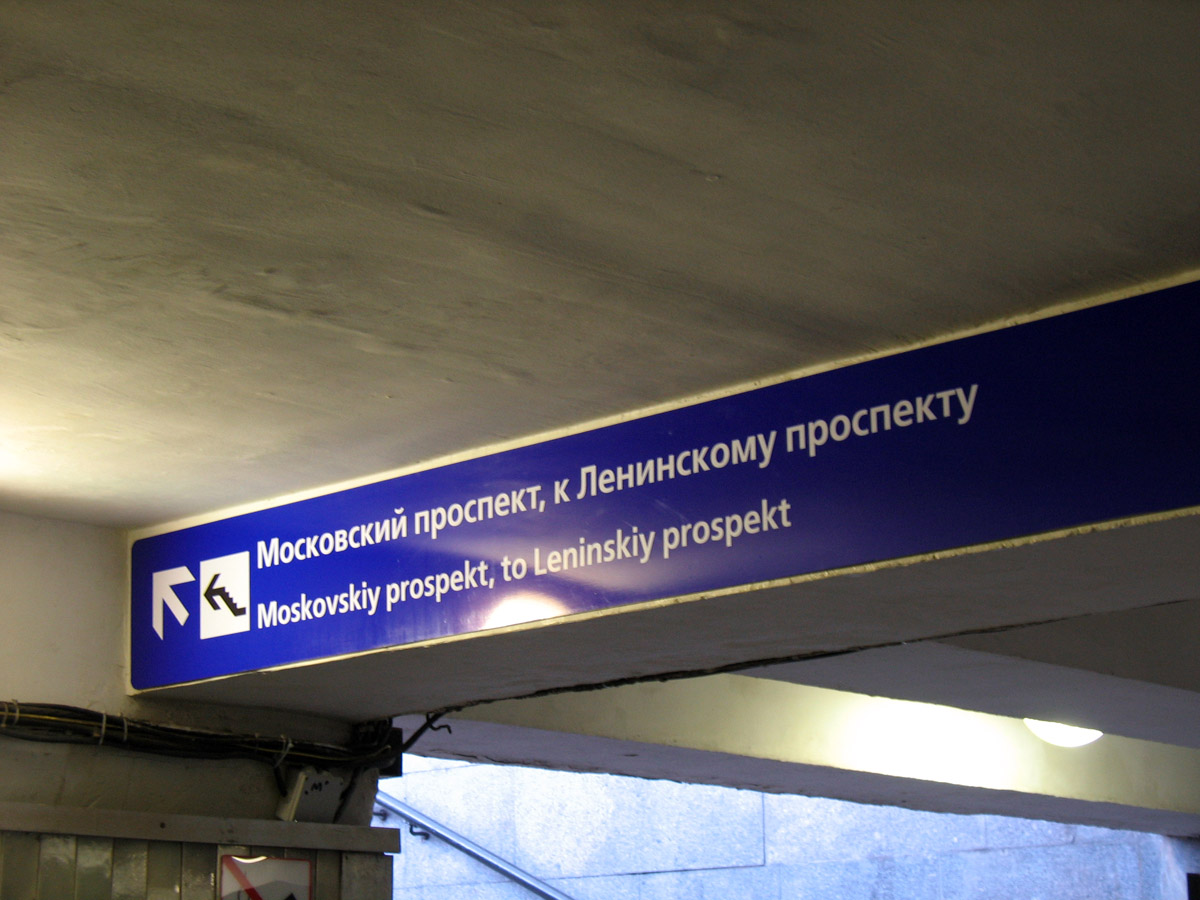 Московский проспект, к Ленинскому проспекту
Moskovskiy prospekt, to Leninskiy prospekt